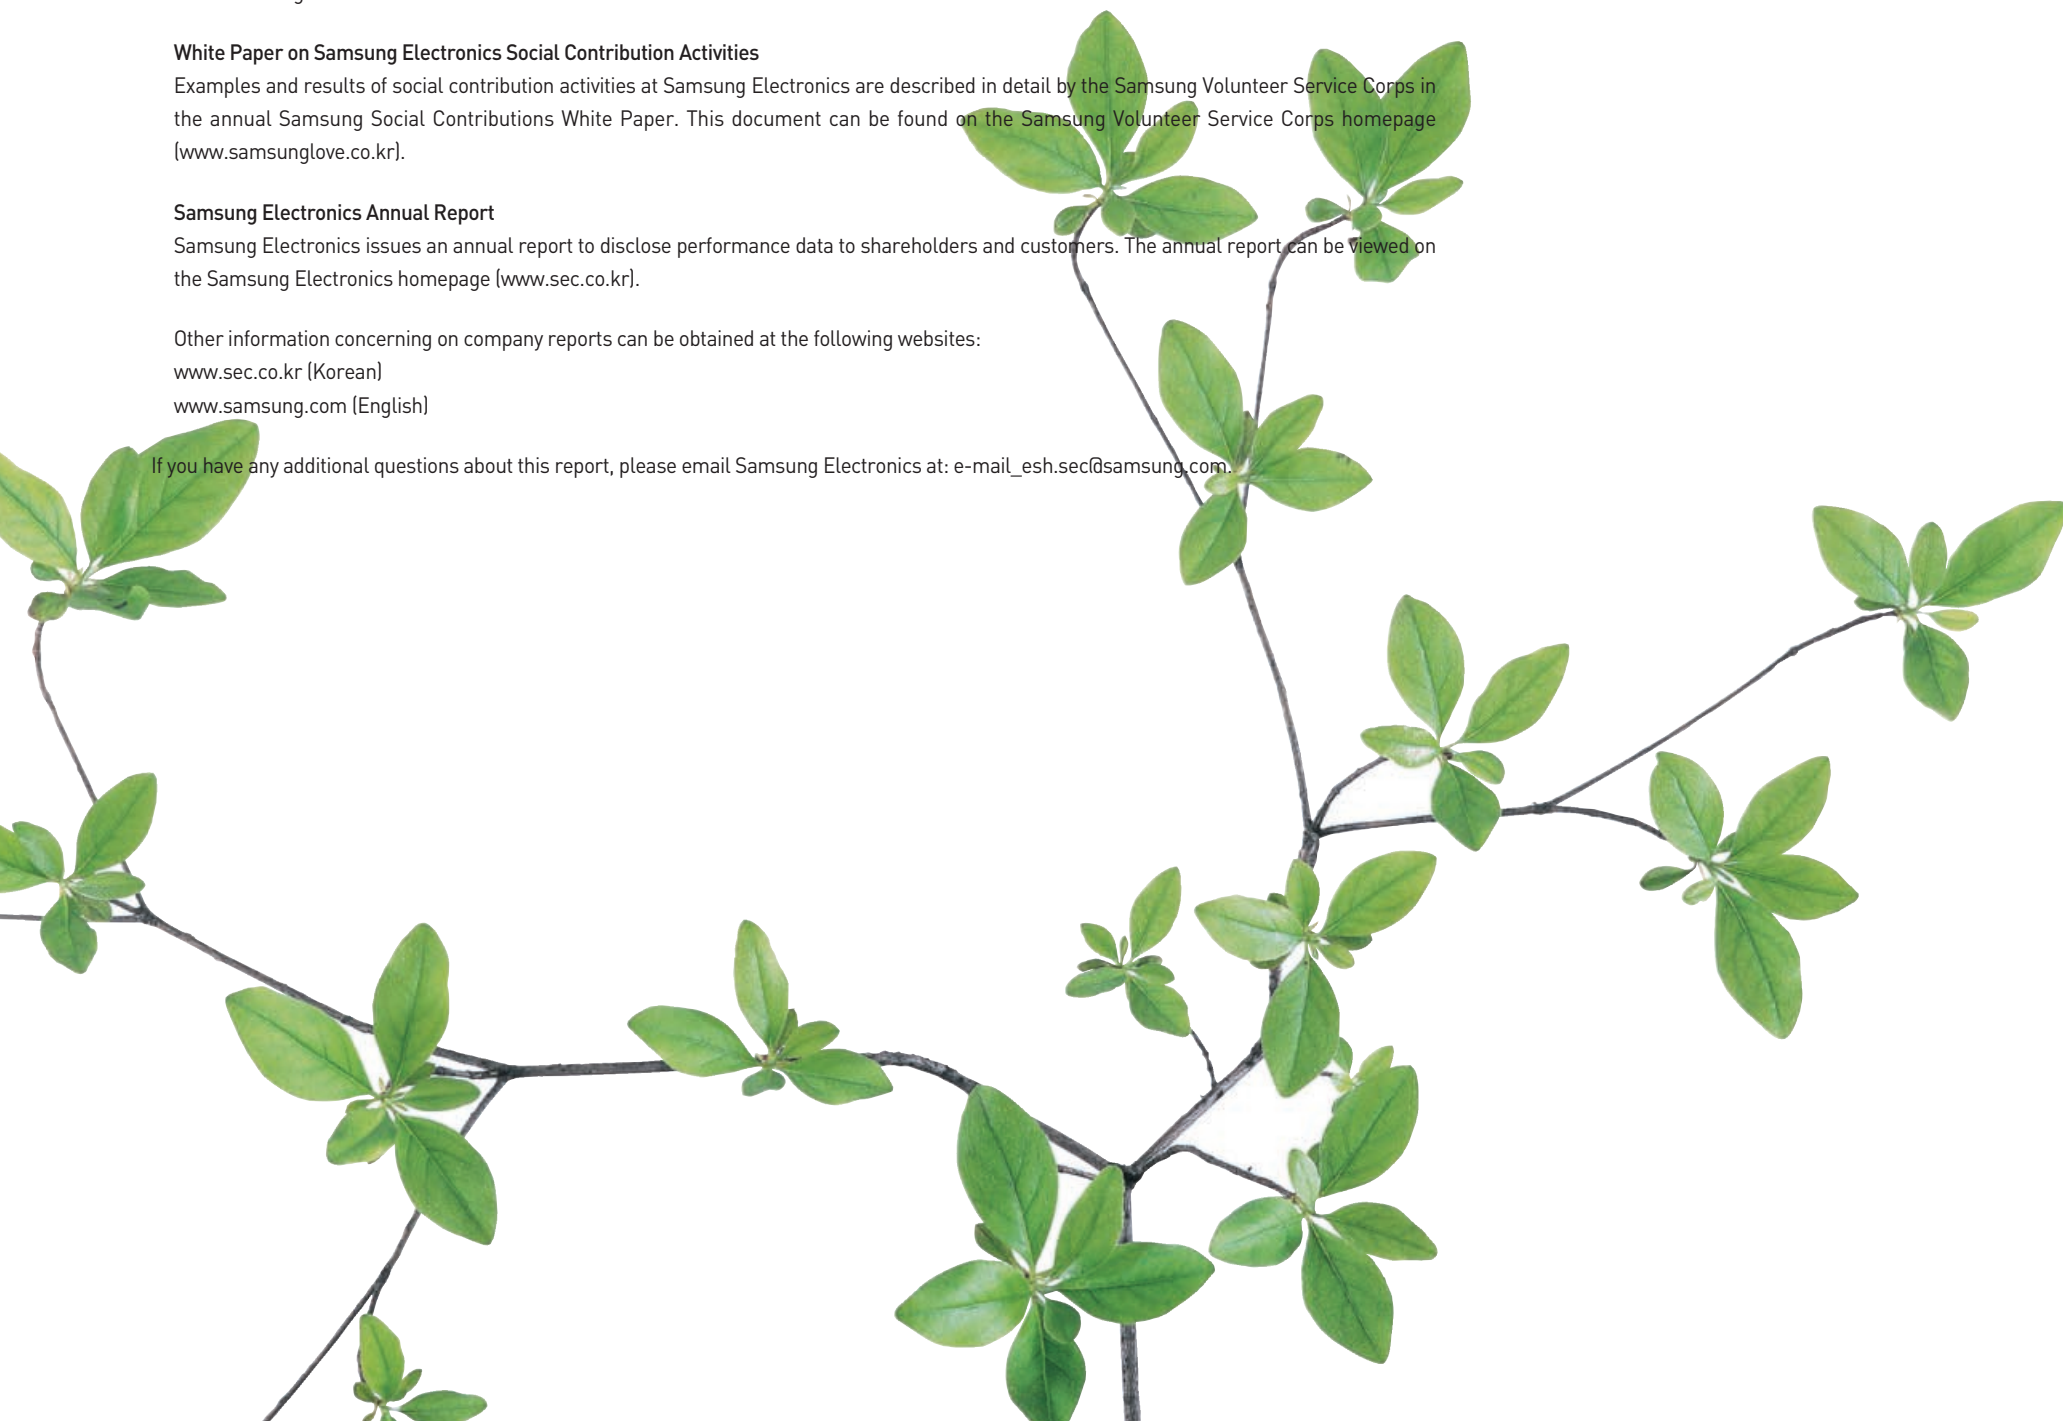 White Paper on Samsung Electronics Social Contribution Activities
Examples and results of social contribution activities at Samsung Electronics are described in detail by the Samsung Volunteer Service Corps in
the annual Samsung Social Contributions White Paper. This document can be found on the Samsung Volunteer Service Corps homepage
(www.samsunglove.co.kr).
Samsung Electronics Annual Report
Samsung Electronics issues an annual report to disclose performance data to shareholders and customers. The annual report can be viewed on
the Samsung Electronics homepage (www.sec.co.kr).
Other information concerning on company reports can be obtained at the following websites:
www.sec.co.kr (Korean)
www.samsung.com (English)
If you have any additional questions about this report, please email Samsung Electronics at: e-mail_esh.sec@samsung.com.